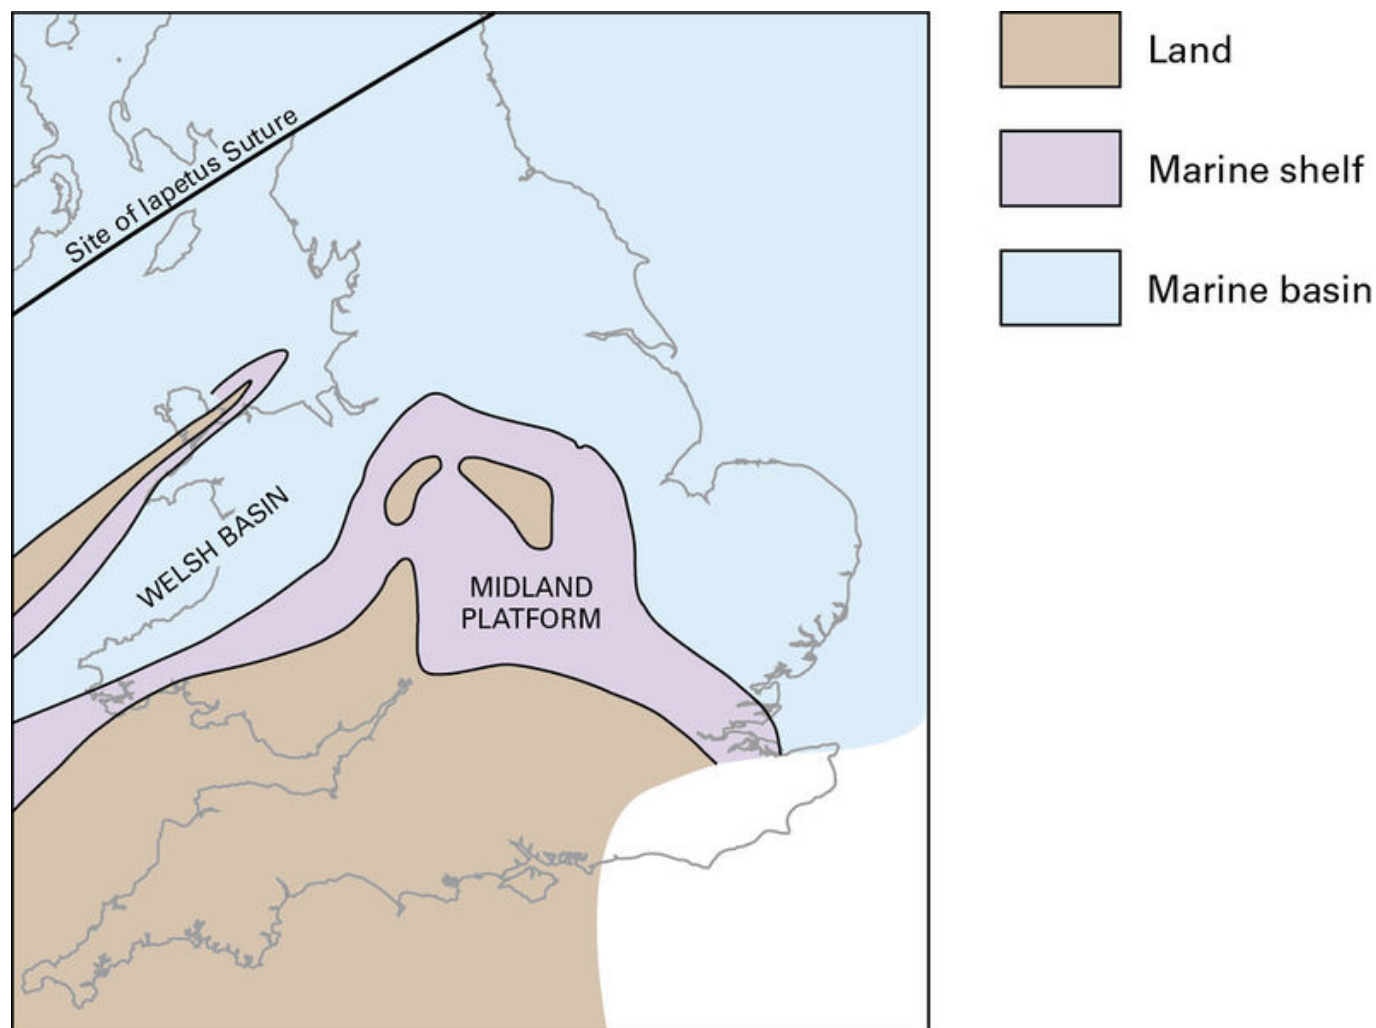 Site of Iapetus Suture
WELSH BASIN
MIDLAND
PLATFORM
Land
Marine shelf
Marine basin